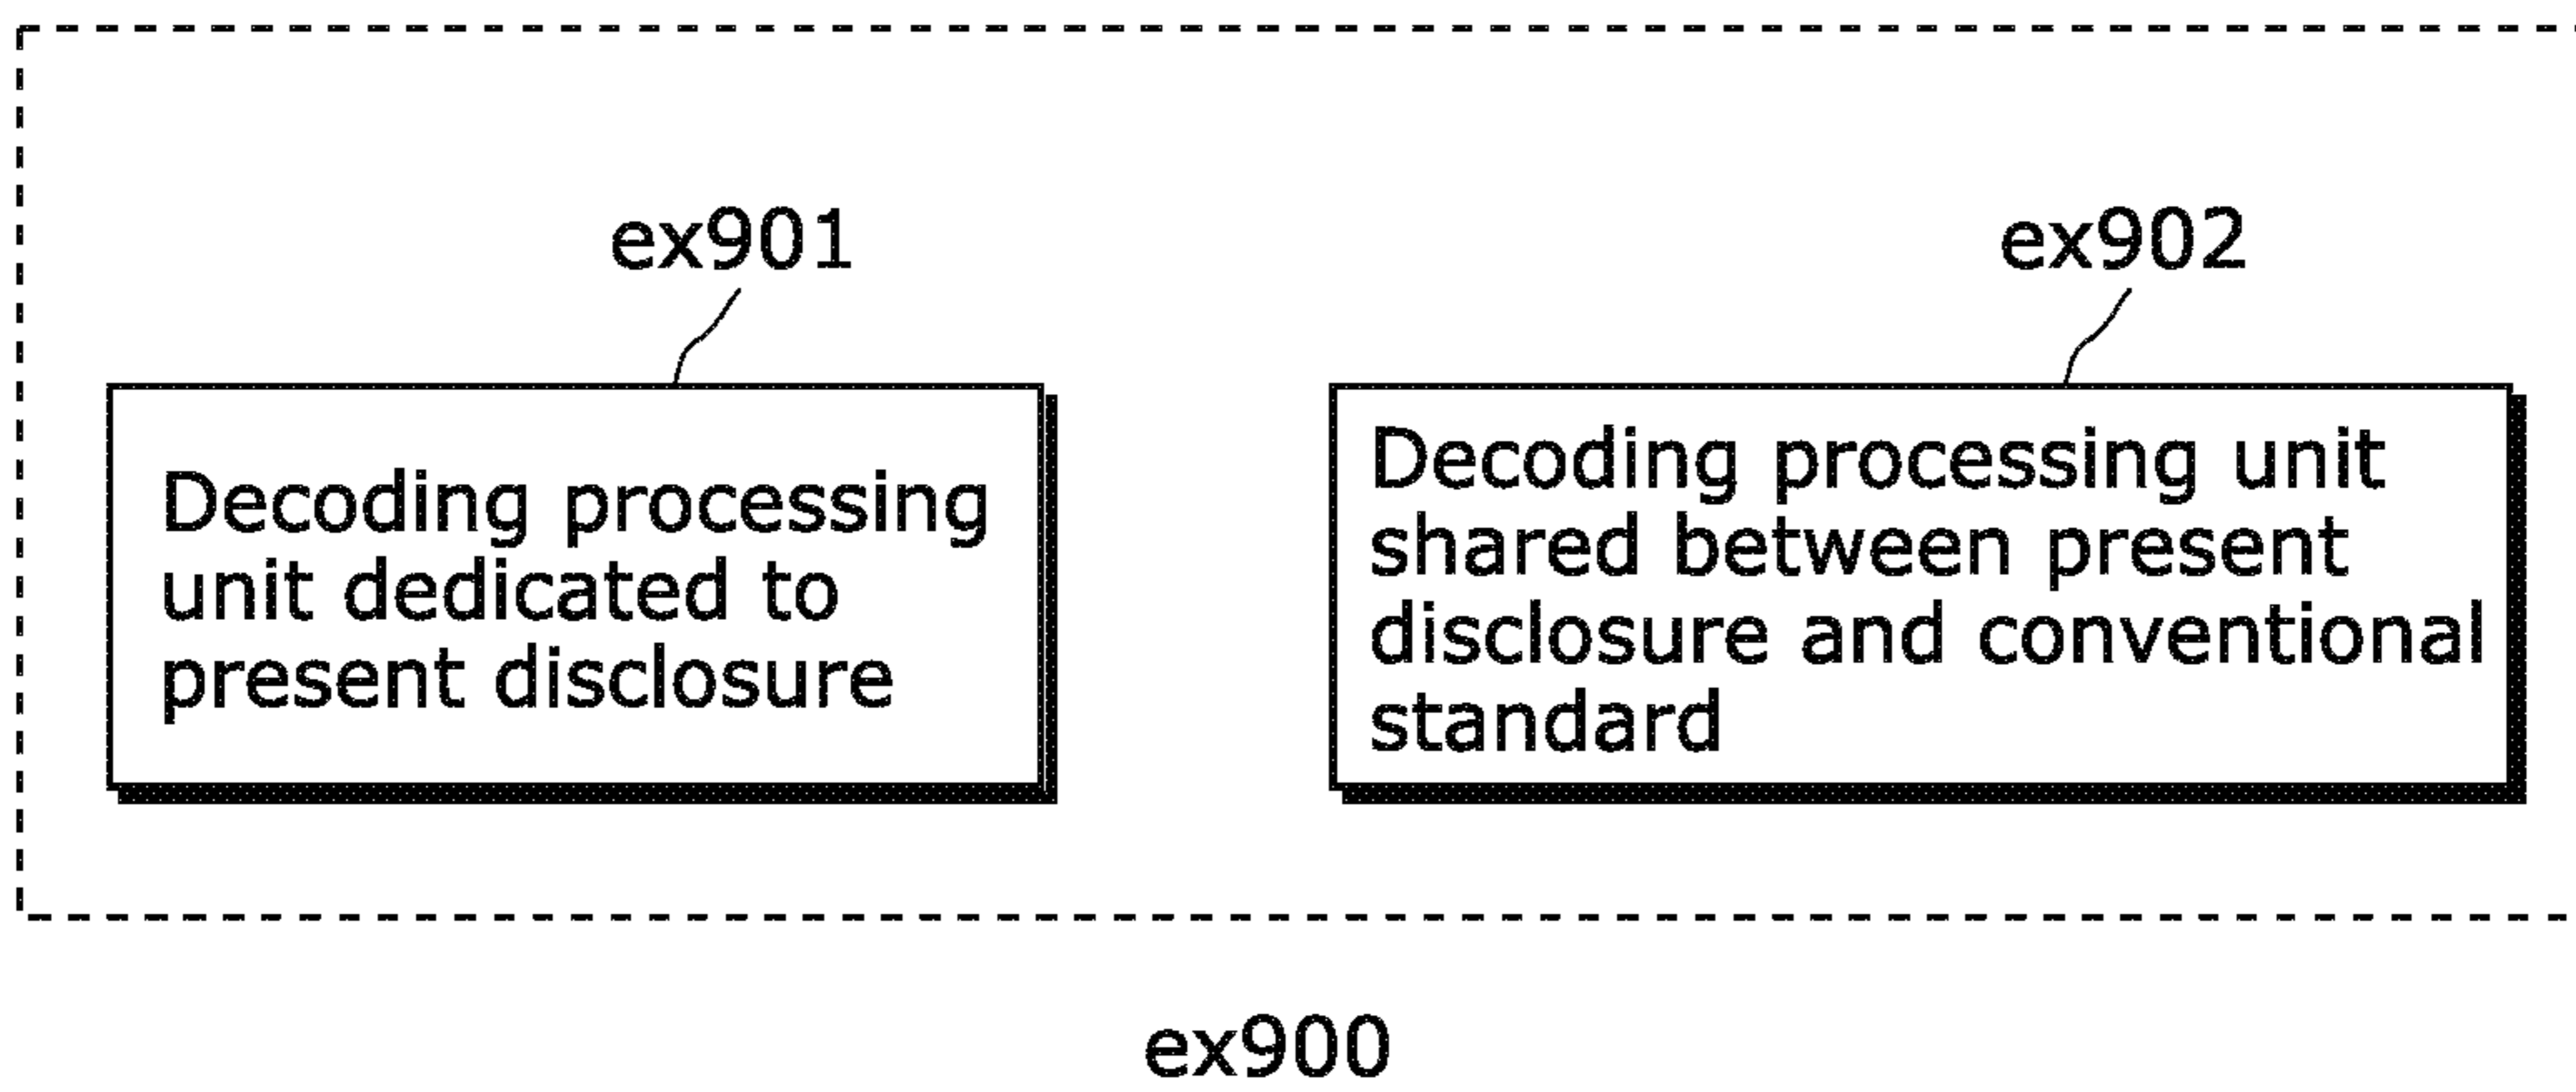 ex901
Decoding processing
unit dedicated to
present disclosure
ex902
Decoding processing unit
shared between present
disclosure and conventional
standard
ex900